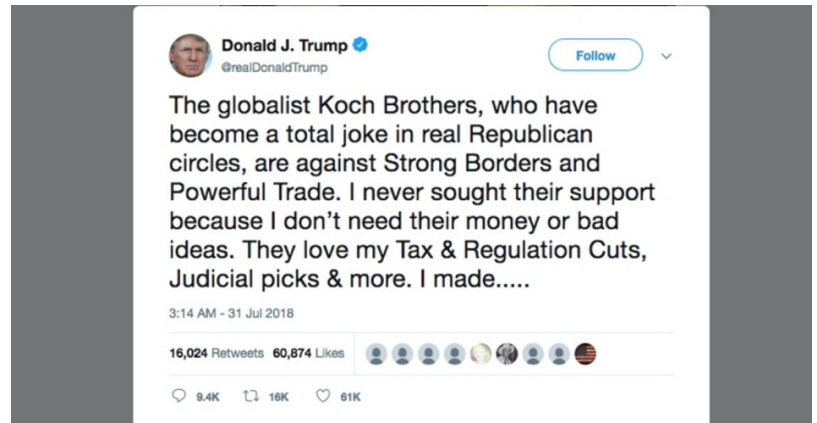 Donald J. Trump
@realDonaldTrump
Follow
The globalist Koch Brothers, who have
become a total joke in real Republican
circles, are against Strong Borders and
Powerful Trade. I never sought their support
because I don’t need their money or bad
ideas. They love my Tax & Regulation Cuts,
Judicial picks & more. I made.....
3:14 AM - 31 Jul 2018
16,024 Retweets 60,874 Likes
9.4K 16K 61K